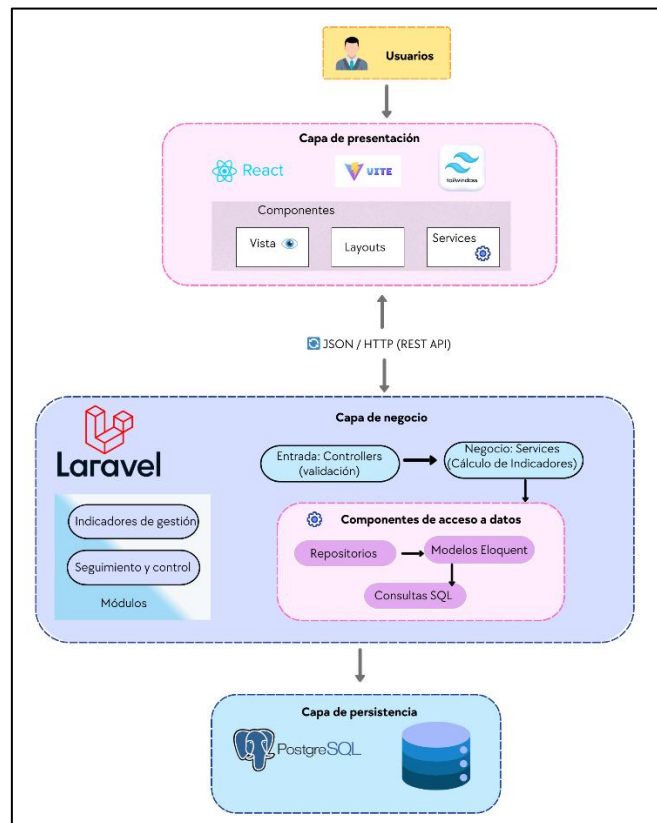 Usuarios
Capa de presentación
React
VITE
tailwindcss
Componentes
Vista
Layouts
Services
JSON / HTTP (REST API)
Capa de negocio
Laravel
Entrada: Controllers
(validación)
Negocio: Services
(Cálculo de Indicadores)
Indicadores de gestión
Seguimiento y control
Módulos
Componentes de acceso a datos
Repositorios
Modelos Eloquent
Consultas SQL
Capa de persistencia
PostgreSQL